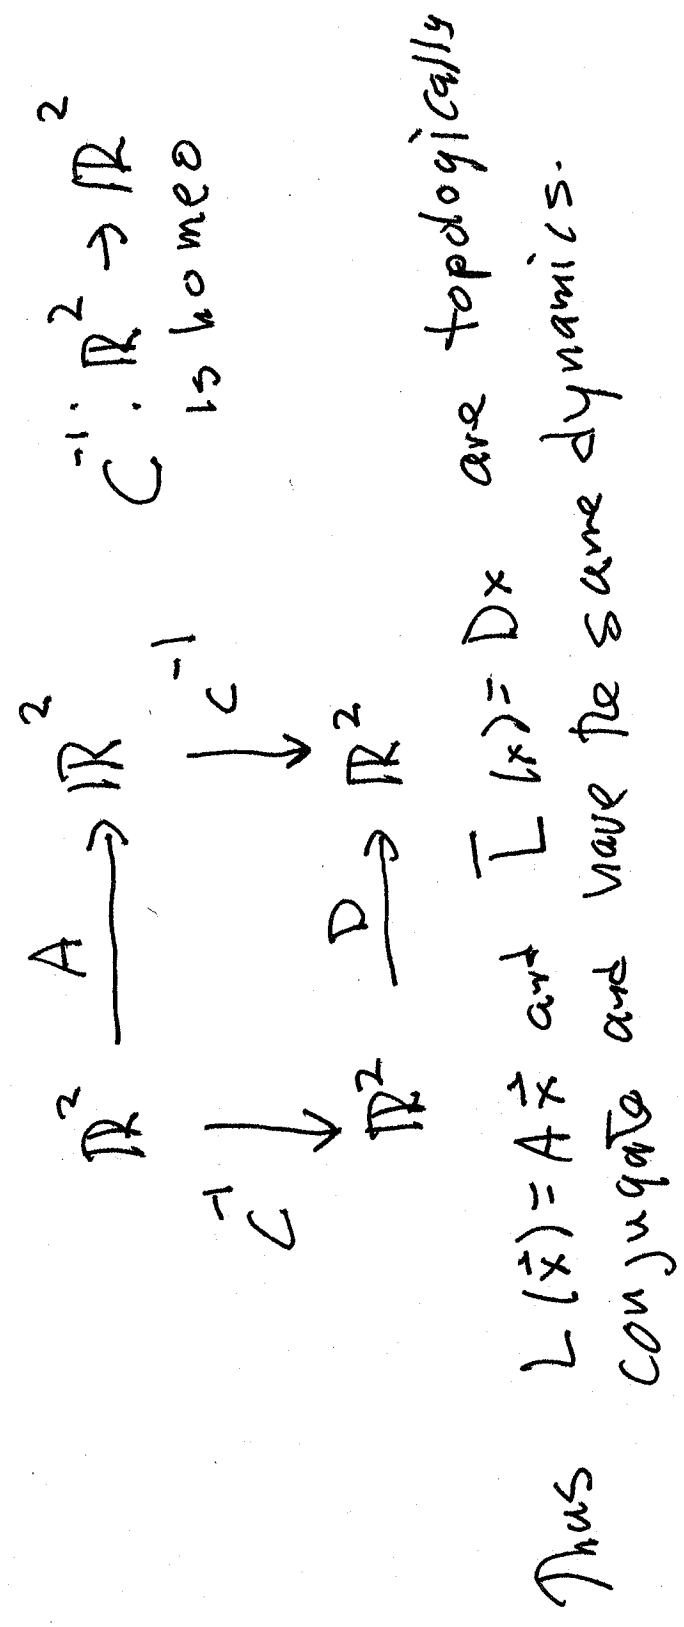 ℝ² A→ ℝ² C⁻¹: ℝ² → ℝ²
C⁻¹ ↓ ↓ C⁻¹ is homeo
ℝ² D→ ℝ²
Thus L(x⃗) = Ax⃗ and L̄(x) = Dx are topologically
conjugate and have the same dynamics.